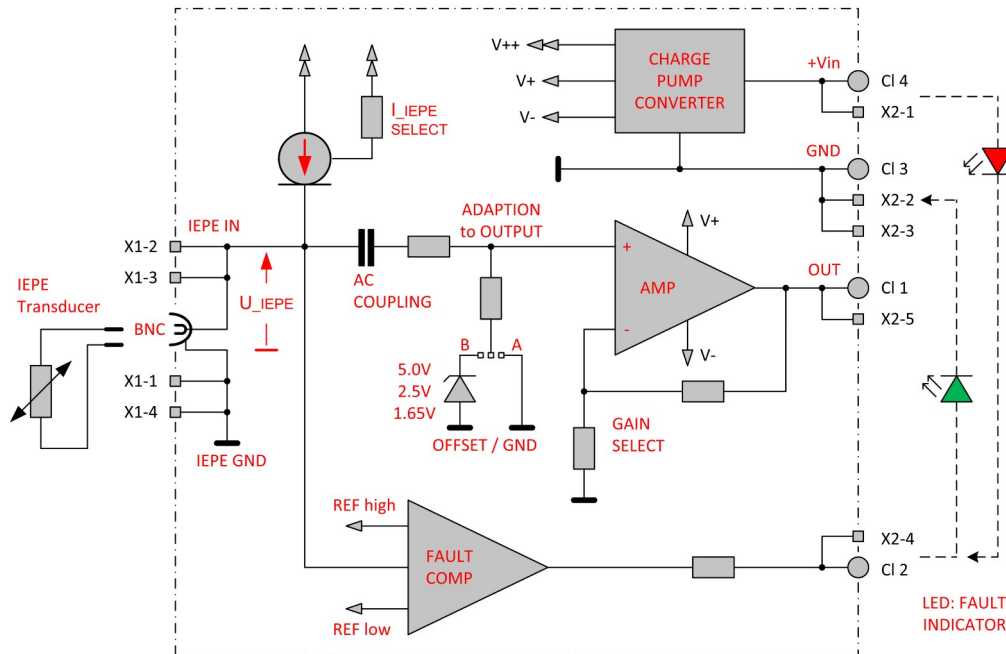 V++
V+
V-
CHARGE
PUMP
CONVERTER
+Vin
Cl 4
X2-1
GND
Cl 3
X2-2
X2-3
I_IEPE
SELECT
IEPE IN
X1-2
X1-3
IEPE
Transducer
BNC
X1-1
X1-4
IEPE GND
U_IEPE
AC
COUPLING
ADAPTION
to OUTPUT
B
A
5.0V
2.5V
1.65V
OFFSET / GND
V+
+
AMP
-
V-
GAIN
SELECT
OUT
Cl 1
X2-5
REF high
FAULT
COMP
REF low
X2-4
Cl 2
LED: FAULT
INDICATOR